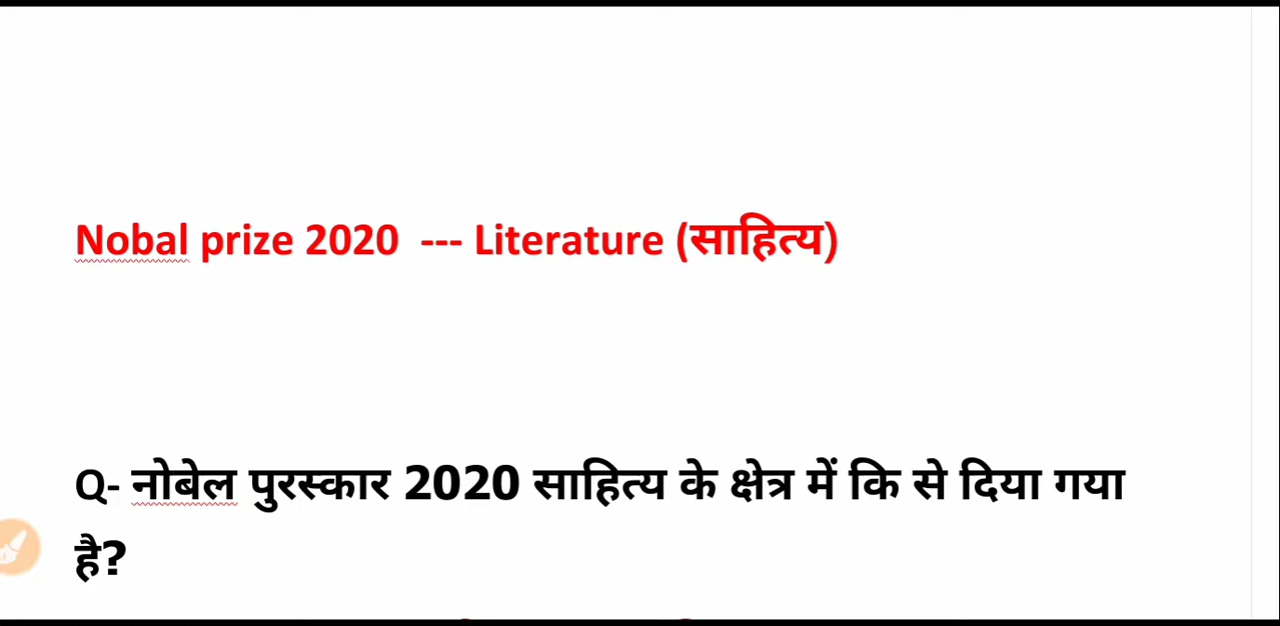 Nobal prize 2020 --- Literature (साहित्य)
Q- नोबेल पुरस्कार 2020 साहित्य के क्षेत्र में कि से दिया गया
है?